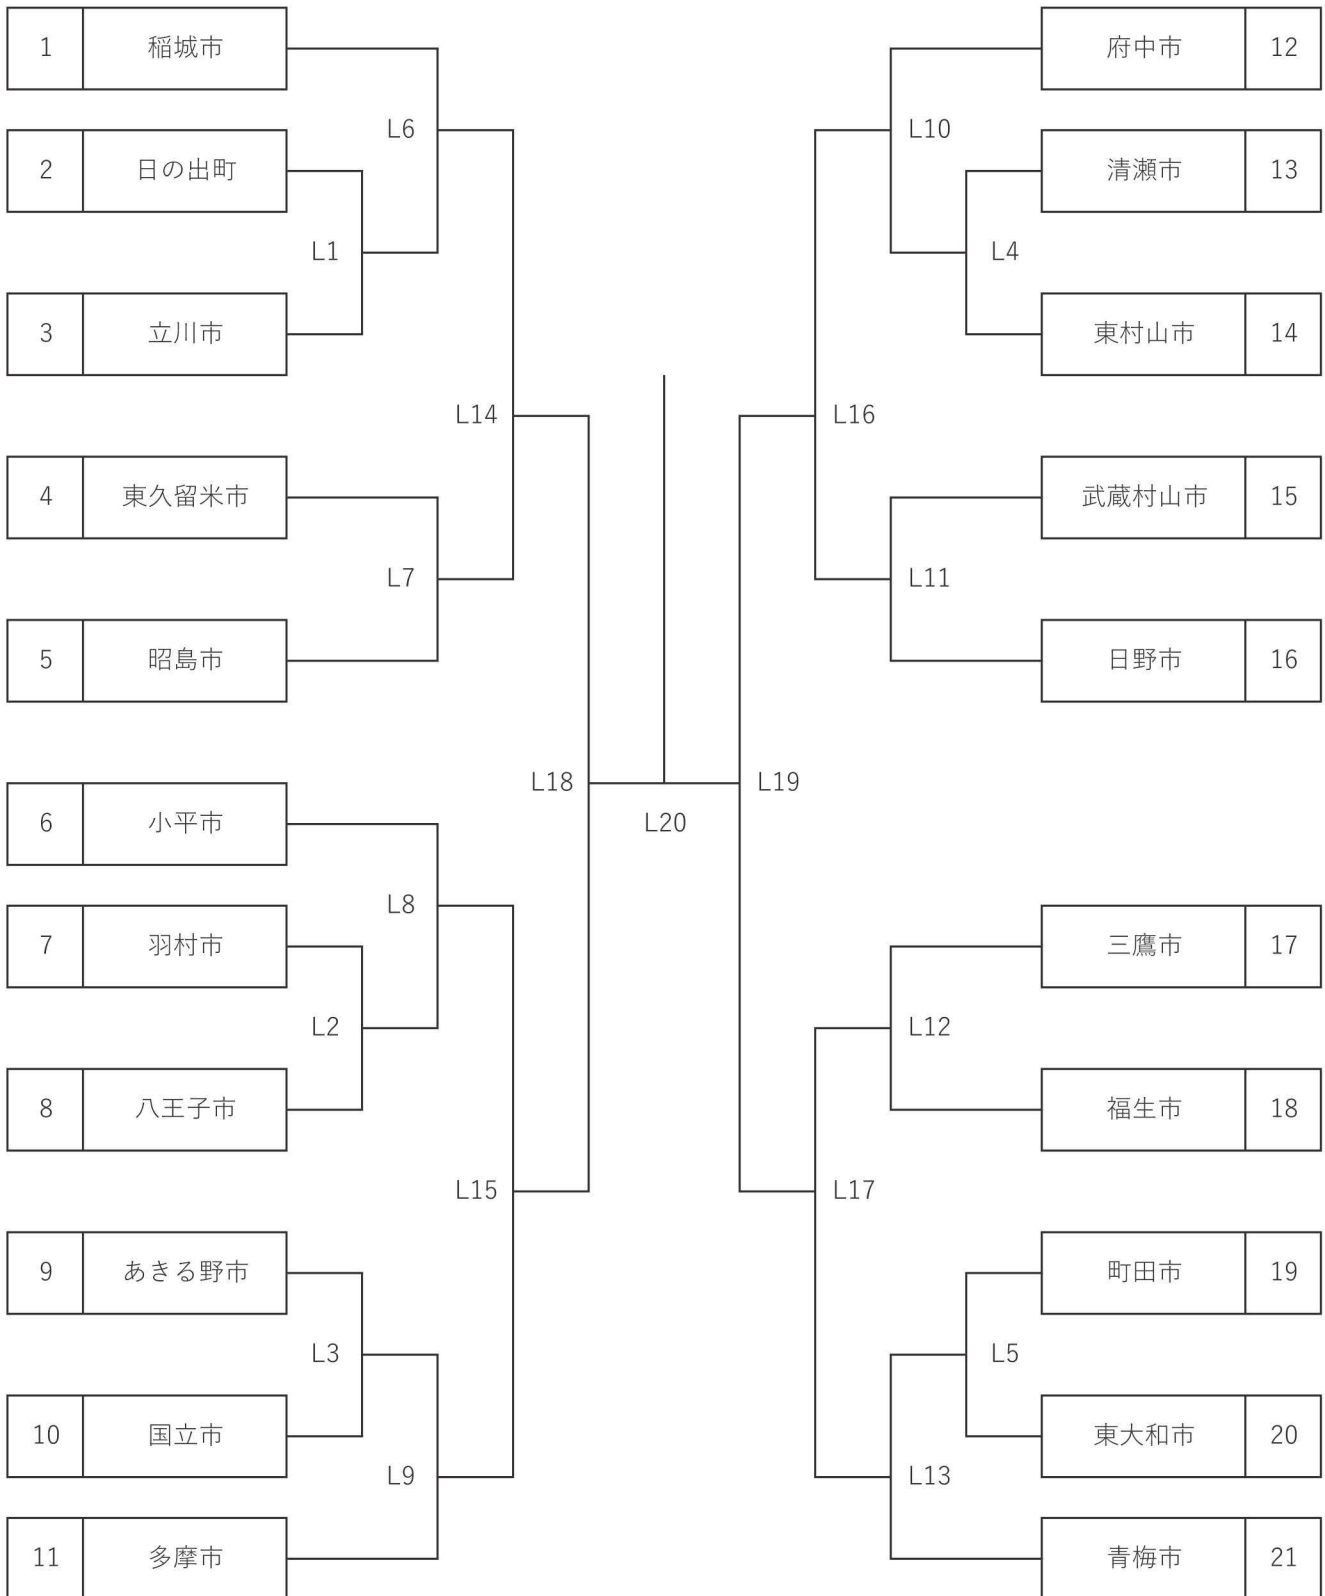 1 稲城市
L6
2 日の出町
L1
3 立川市
L14
4 東久留米市
L7
5 昭島市
L18
6 小平市
L8
7 羽村市
L2
8 八王子市
L15
9 あきる野市
L3
10 国立市
L9
11 多摩市
L20
府中市 12
L10
清瀬市 13
L4
東村山市 14
L16
武蔵村山市 15
L11
日野市 16
L19
三鷹市 17
L12
福生市 18
L17
町田市 19
L5
東大和市 20
L13
青梅市 21